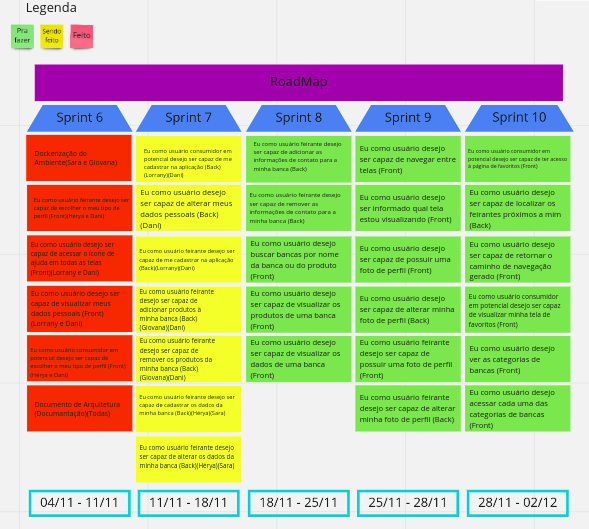 Legenda
Pra
fazer
Sendo
feito
Feito
RoadMap
Sprint 6
Sprint 7
Sprint 8
Sprint 9
Sprint 10
Dockerização do
Ambiente(Sara e Giovana)
Eu como usuário feirante desejo ser
capaz de escolher o meu tipo de
perfil(Front)(Hérya e Dani)
Eu como usuário desejo ser
capaz de acessar o ícone de
ajuda em todas as telas
(Front)(Lorrany e Dani)
Eu como usuário desejo ser
capaz de visualizar meus
dados pessoais (Front)
(Lorrany e Dani)
Eu como usuário consumidor em
potencial desejo ser capaz de
escolher o meu tipo de perfil (Front)
(Hérya e Dani)
Documento de Arquitetura
(Documentação)(Todas)
Eu como usuário consumidor em
potencial desejo ser capaz de me
cadastrar na aplicação (Back)
(Lorrany)(Dani)
Eu como usuário desejo
ser capaz de alterar meus
dados pessoais (Back)
(Dani)
Eu como usuário feirante desejo ser
capaz de me cadastrar na aplicação
(Back)(Lorrany)(Dani)
Eu como usuário feirante
desejo ser capaz de
adicionar produtos à
minha banca (Back)
(Giovana)(Dani)
Eu como usuário feirante
desejo ser capaz de
remover os produtos da
minha banca (Back)
(Giovana)(Dani)
Eu como usuário feirante desejo ser
capaz de cadastrar os dados da
minha banca (Back)(Hérya)(Sara)
Eu como usuário feirante desejo
ser capaz de alterar os dados da
minha banca (Back)(Hérya)(Sara)
Eu como usuário feirante desejo
ser capaz de adicionar as
informações de contato para a
minha banca (Back)
Eu como usuário feirante desejo
ser capaz de remover as
informações de contato para a
minha banca (Back)
Eu como usuário desejo
buscar bancas por nome
da banca ou do produto
(Front)
Eu como usuário desejo
ser capaz de visualizar os
produtos de uma banca
(Front)
Eu como usuário desejo
ser capaz de visualizar os
dados de uma banca
(Front)
Eu como usuário desejo
ser capaz de navegar entre
telas (Front)
Eu como usuário desejo
ser informado qual tela
estou visualizando (Front)
Eu como usuário desejo
ser capaz de possuir uma
foto de perfil (Front)
Eu como usuário desejo
ser capaz de alterar minha
foto de perfil (Back)
Eu como usuário feirante
desejo ser capaz de
possuir uma foto de perfil
(Front)
Eu como usuário feirante
desejo ser capaz de alterar
minha foto de perfil (Back)
Eu como usuário consumidor em
potencial desejo ser capaz de ter acesso
à página de favoritos (Front)
Eu como usuário desejo
ser capaz de localizar os
feirantes próximos a mim
(Back)
Eu como usuário desejo
ser capaz de retornar o
caminho de navegação
gerado (Front)
Eu como usuário consumidor
em potencial desejo ser capaz
de visualizar minha tela de
favoritos (Front)
Eu como usuário desejo
ver as categorias de
bancas (Front)
Eu como usuário desejo
acessar cada uma das
categorias de bancas
(Front)
04/11 - 11/11
11/11 - 18/11
18/11 - 25/11
25/11 - 28/11
28/11 - 02/12